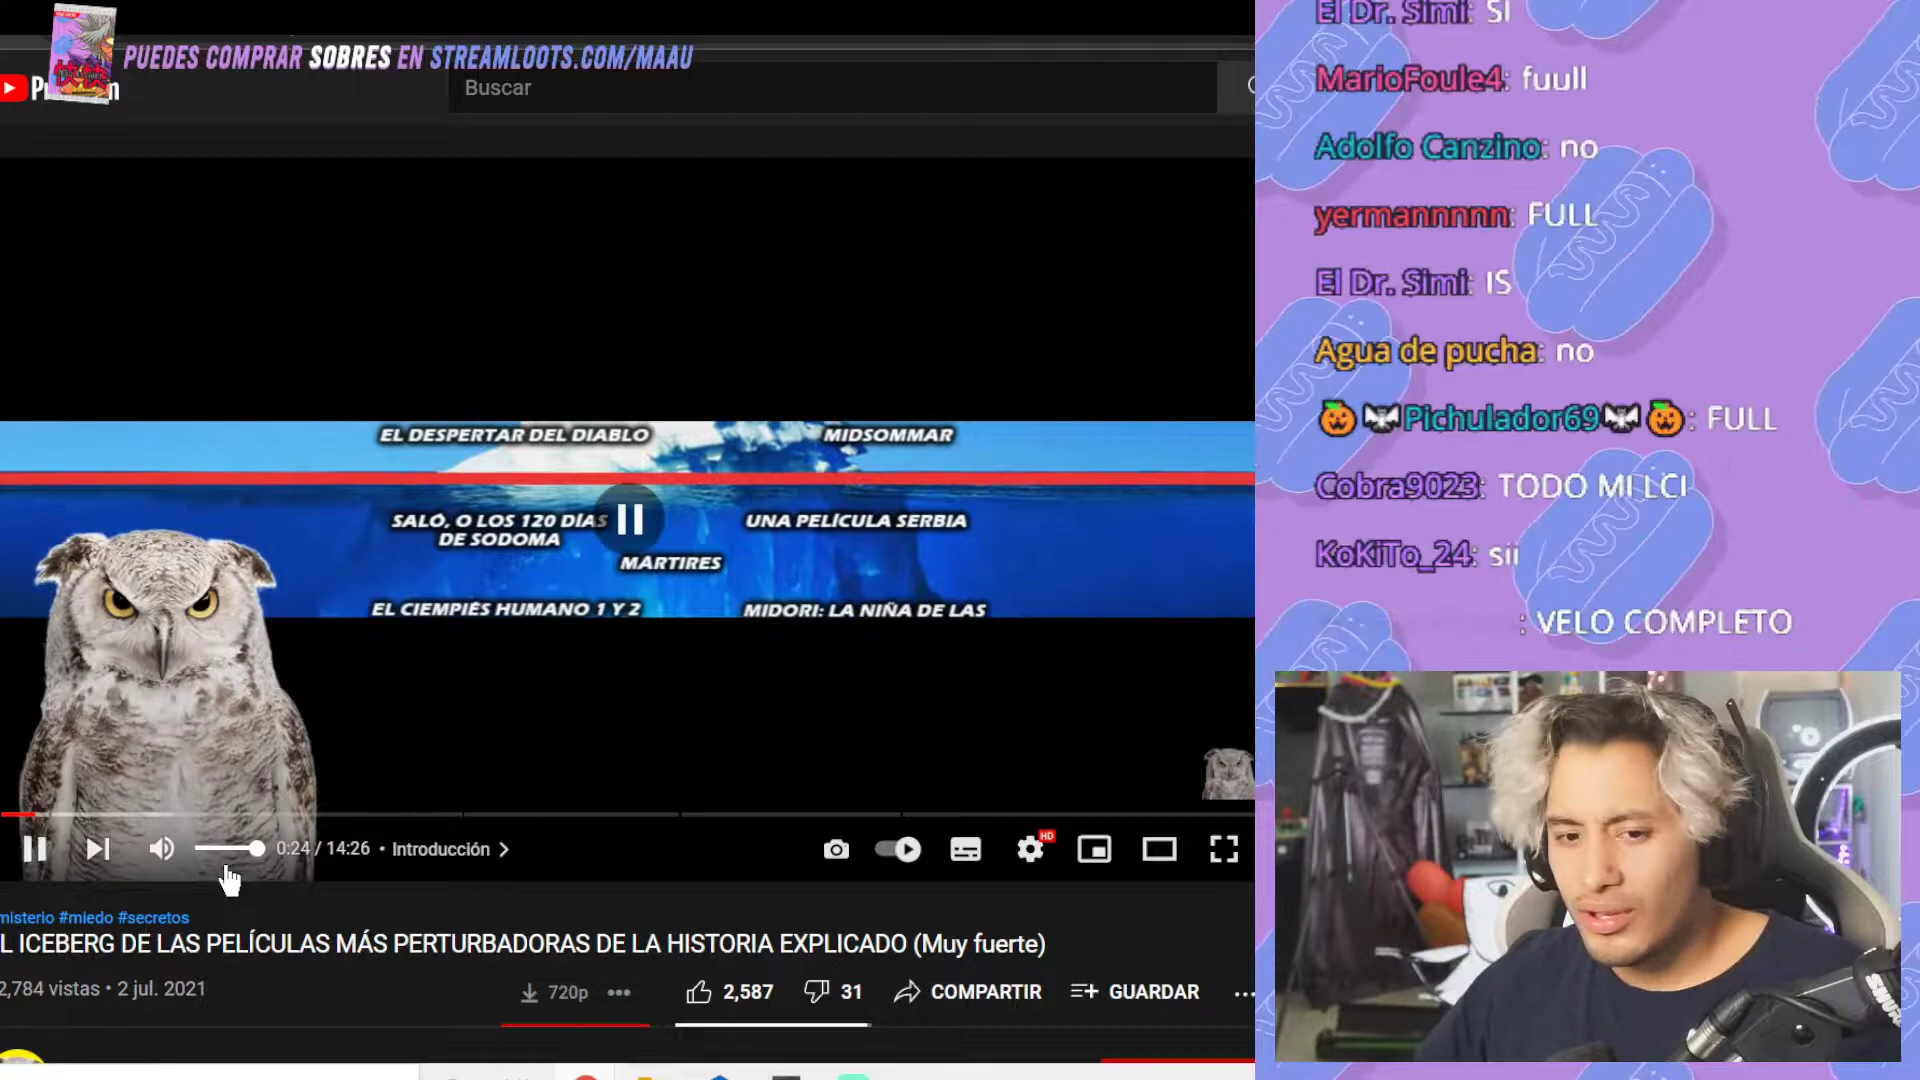 PUEDES COMPRAR SOBRES EN STREAMLOOTS.COM/MAAU
Buscar
EL DESPERTAR DEL DIABLO
MIDSOMMAR
SALÓ, O LOS 120 DÍAS
DE SODOMA
UNA PELÍCULA SERBIA
MÁRTIRES
EL CIEMPIÉS HUMANO 1 Y 2
MIDORI: LA NIÑA DE LAS
0:24 / 14:26 • Introducción
HD
misterio #miedo #secretos
L ICEBERG DE LAS PELÍCULAS MÁS PERTURBADORAS DE LA HISTORIA EXPLICADO (Muy fuerte)
2,784 vistas • 2 jul. 2021
720p
2,587
31
COMPARTIR
GUARDAR
El Dr. Simi: SI
MarioFoule4: fuull
Adolfo Canzino: no
yermannnnn: FULL
El Dr. Simi: IS
Agua de pucha: no
🎃🦇Pichulador69🦇🎃: FULL
Cobra9023: TODO MI LCI
KoKiTo_24: sii
: VELO COMPLETO
SHURE